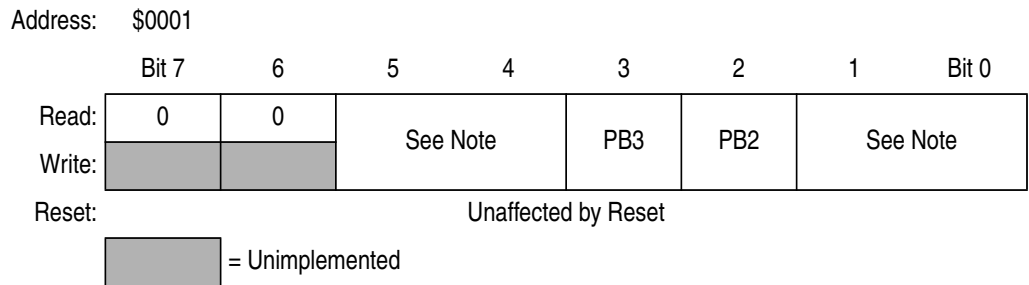 Address: $0001
Bit 7 6 5 4 3 2 1 Bit 0
Read: 0 0 See Note PB3 PB2 See Note
Write:
Reset: Unaffected by Reset
= Unimplemented